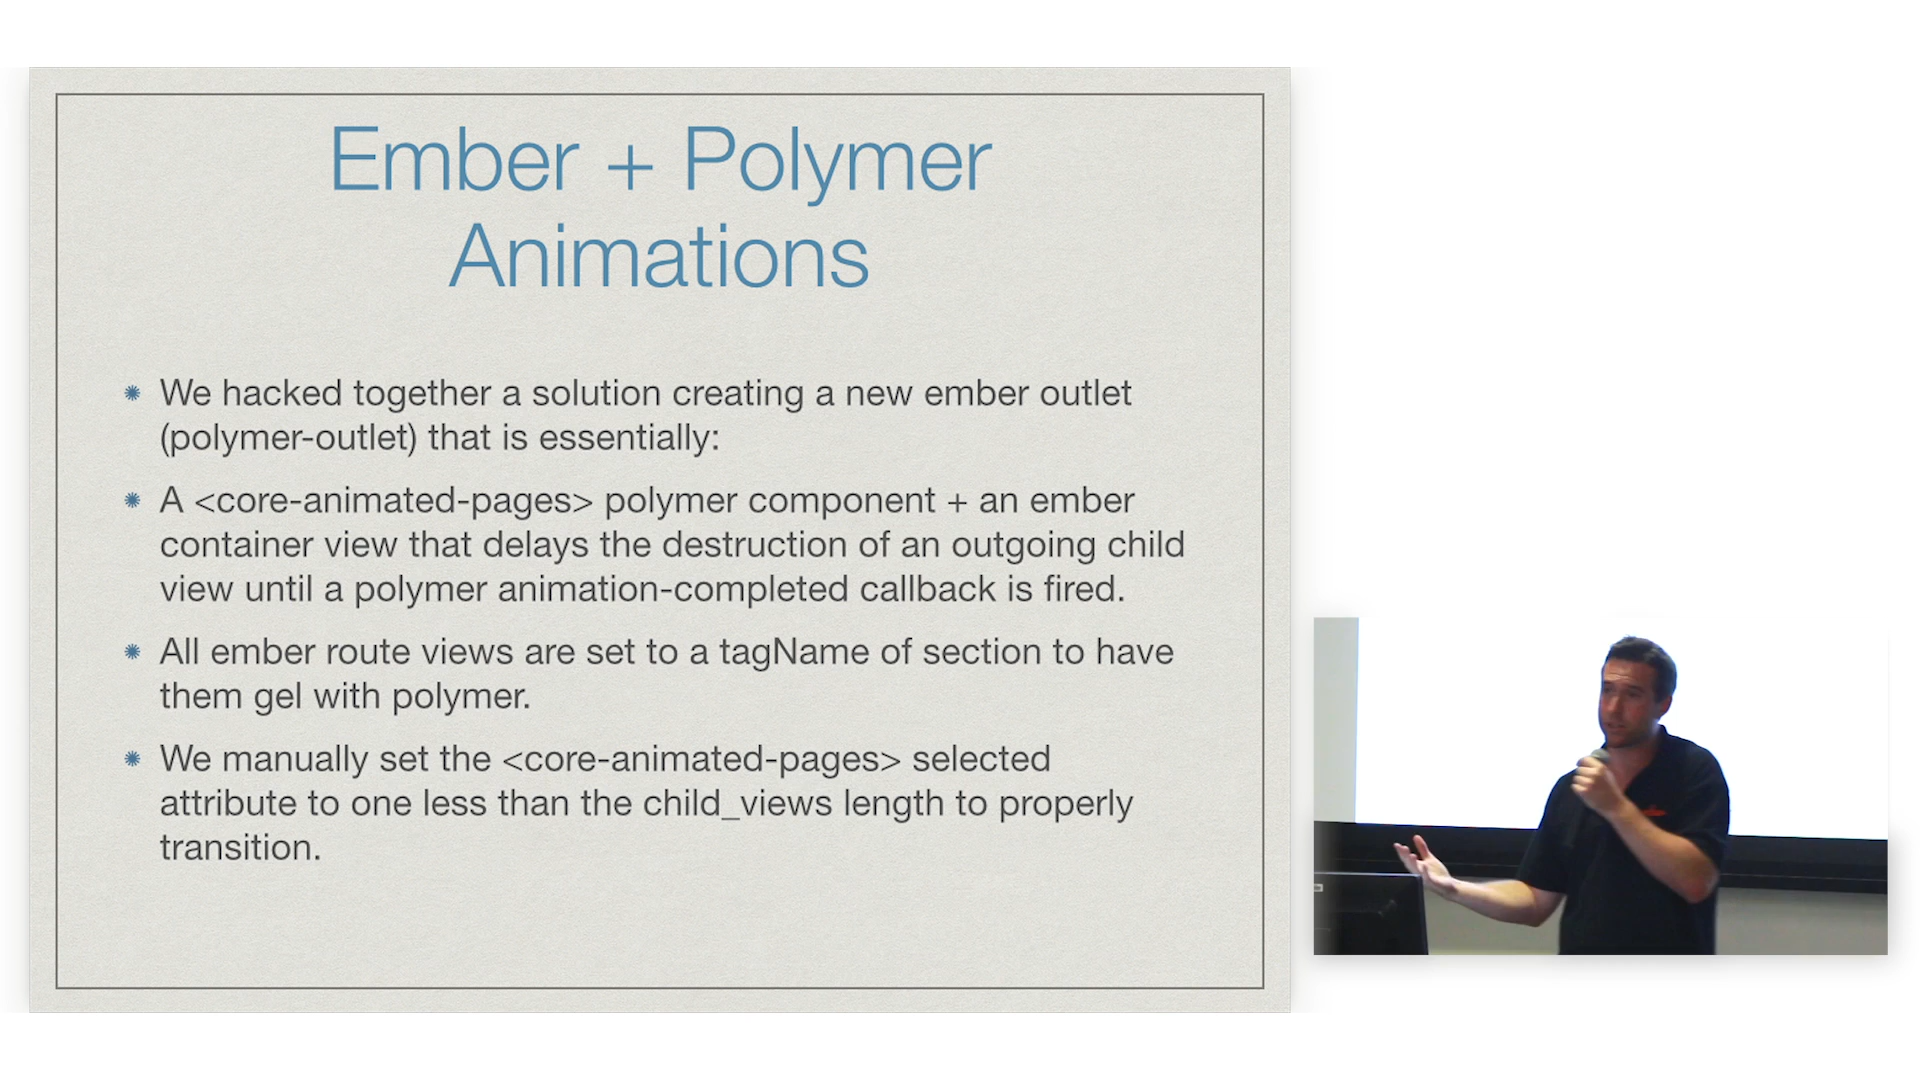 Ember + Polymer
Animations
We hacked together a solution creating a new ember outlet
(polymer-outlet) that is essentially:
A <core-animated-pages> polymer component + an ember
container view that delays the destruction of an outgoing child
view until a polymer animation-completed callback is fired.
All ember route views are set to a tagName of section to have
them gel with polymer.
We manually set the <core-animated-pages> selected
attribute to one less than the child_views length to properly
transition.